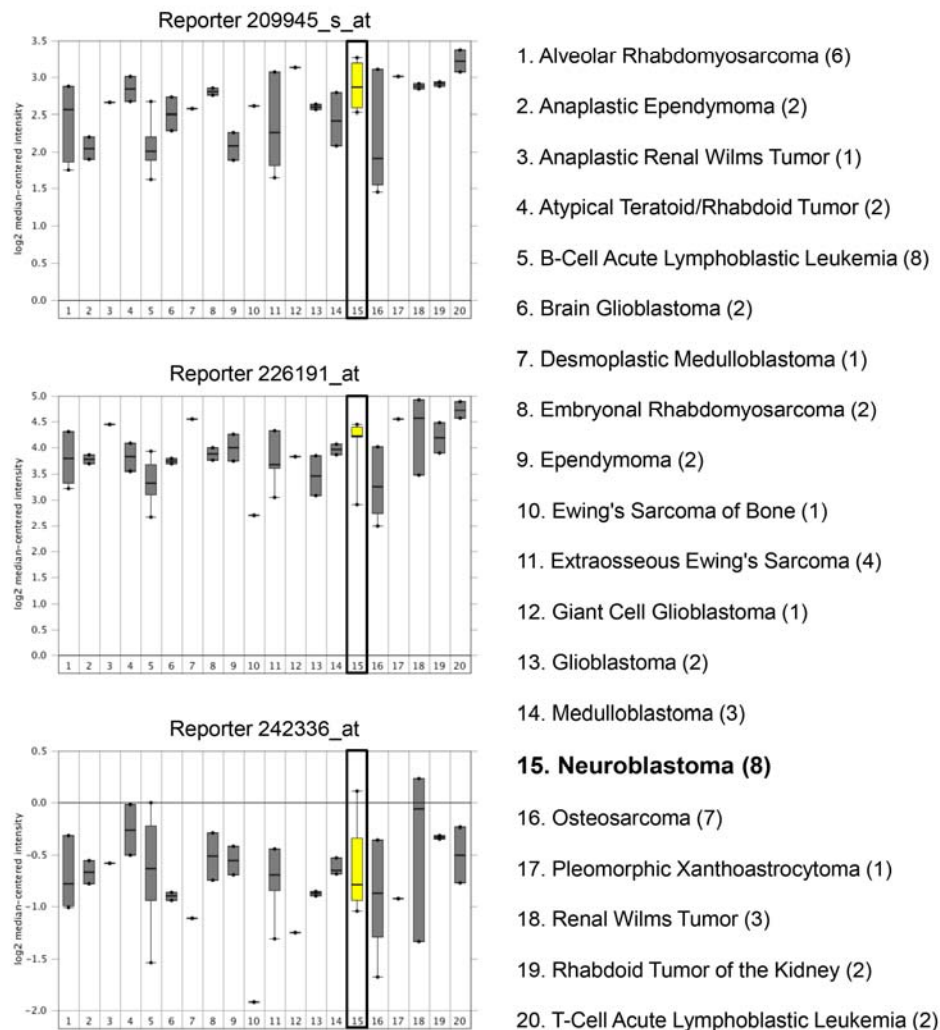 Reporter 209945_s_at
log2 median-centered intensity
3.5
3.0
2.5
2.0
1.5
1.0
0.5
0.0
1 2 3 4 5 6 7 8 9 10 11 12 13 14 15 16 17 18 19 20
Reporter 226191_at
log2 median-centered intensity
5.0
4.5
4.0
3.5
3.0
2.5
2.0
1.5
1.0
0.5
0.0
1 2 3 4 5 6 7 8 9 10 11 12 13 14 15 16 17 18 19 20
Reporter 242336_at
log2 median-centered intensity
0.5
0.0
-0.5
-1.0
-1.5
-2.0
1 2 3 4 5 6 7 8 9 10 11 12 13 14 15 16 17 18 19 20
1. Alveolar Rhabdomyosarcoma (6)
2. Anaplastic Ependymoma (2)
3. Anaplastic Renal Wilms Tumor (1)
4. Atypical Teratoid/Rhabdoid Tumor (2)
5. B-Cell Acute Lymphoblastic Leukemia (8)
6. Brain Glioblastoma (2)
7. Desmoplastic Medulloblastoma (1)
8. Embryonal Rhabdomyosarcoma (2)
9. Ependymoma (2)
10. Ewing's Sarcoma of Bone (1)
11. Extraosseous Ewing's Sarcoma (4)
12. Giant Cell Glioblastoma (1)
13. Glioblastoma (2)
14. Medulloblastoma (3)
15. Neuroblastoma (8)
16. Osteosarcoma (7)
17. Pleomorphic Xanthoastrocytoma (1)
18. Renal Wilms Tumor (3)
19. Rhabdoid Tumor of the Kidney (2)
20. T-Cell Acute Lymphoblastic Leukemia (2)